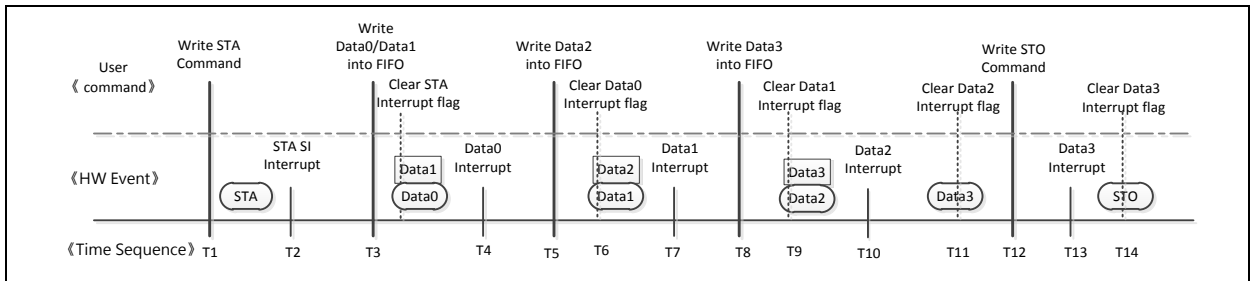 Write STA
Command
Write
Data0/Data1
into FIFO
Write Data2
into FIFO
Write Data3
into FIFO
Write STO
Command
User
《 command》
Clear STA
Interrupt flag
Clear Data0
Interrupt flag
Clear Data1
Interrupt flag
Clear Data2
Interrupt flag
Clear Data3
Interrupt flag
《HW Event》
STA SI
Interrupt
Data0
Interrupt
Data1
Interrupt
Data2
Interrupt
Data3
Interrupt
STA
Data1
Data0
Data2
Data1
Data3
Data2
Data3
STO
《Time Sequence》 T1 T2 T3 T4 T5 T6 T7 T8 T9 T10 T11 T12 T13 T14